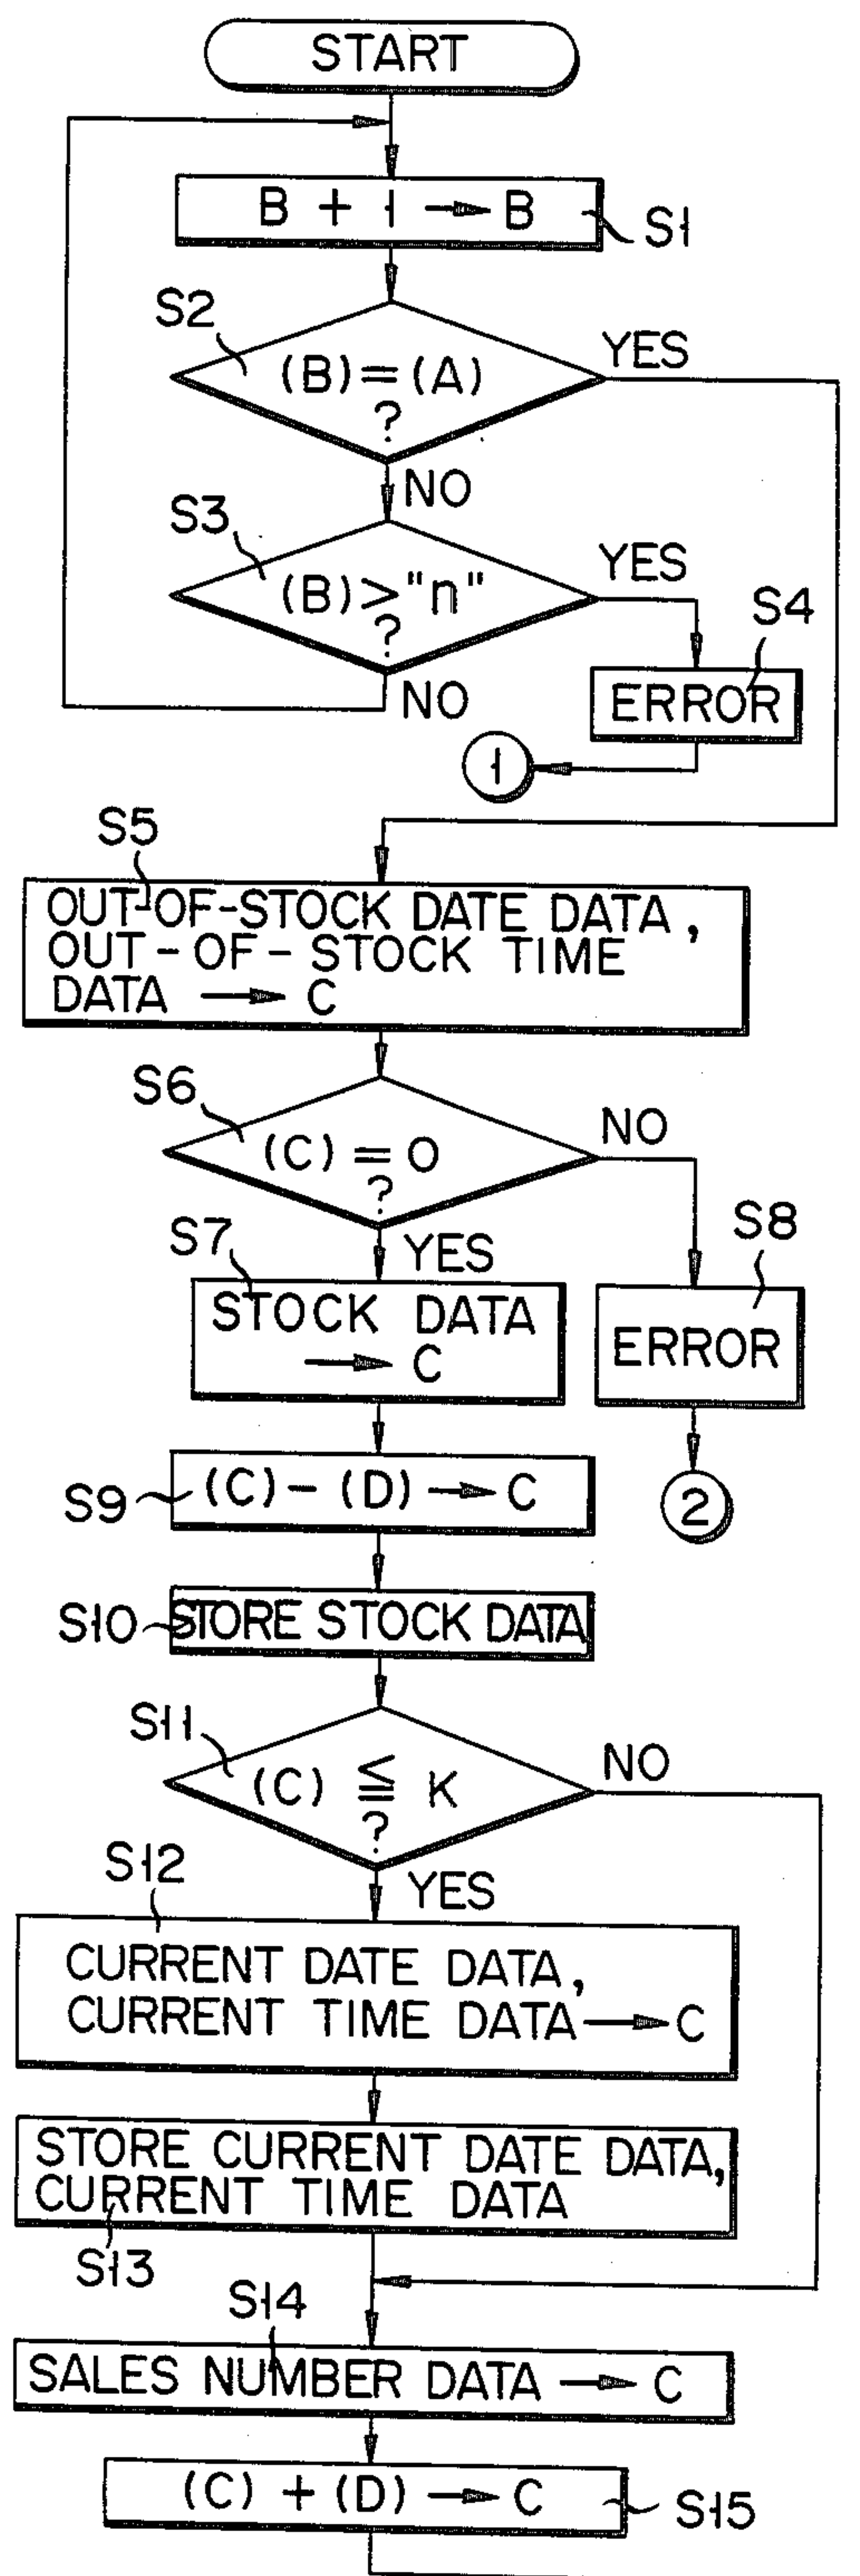 START
B + 1 → B
S1
S2
YES
(B)=(A)
?
NO
S3
YES
(B)>"n"
?
S4
NO
ERROR
1
S5
OUT-OF-STOCK DATE DATA,
OUT-OF-STOCK TIME
DATA → C
S6
NO
(C) = 0
?
S7
YES
S8
STOCK DATA
→ C
ERROR
S9
(C) - (D) → C
2
S10
STORE STOCK DATA
S11
NO
(C) ≦ K
?
S12
YES
CURRENT DATE DATA,
CURRENT TIME DATA → C
STORE CURRENT DATE DATA,
CURRENT TIME DATA
S13
S14
SALES NUMBER DATA → C
(C) + (D) → C
S15